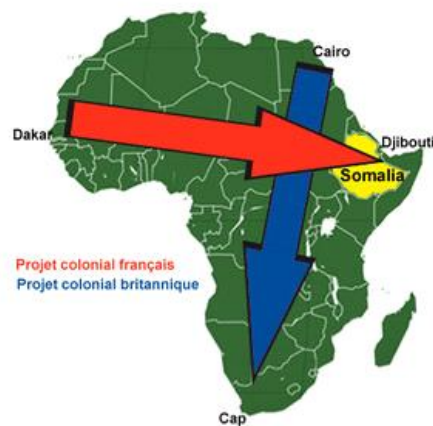 Cairo
Dakar
Djibouti
Somalia
Projet colonial français
Projet colonial britannique
Cap